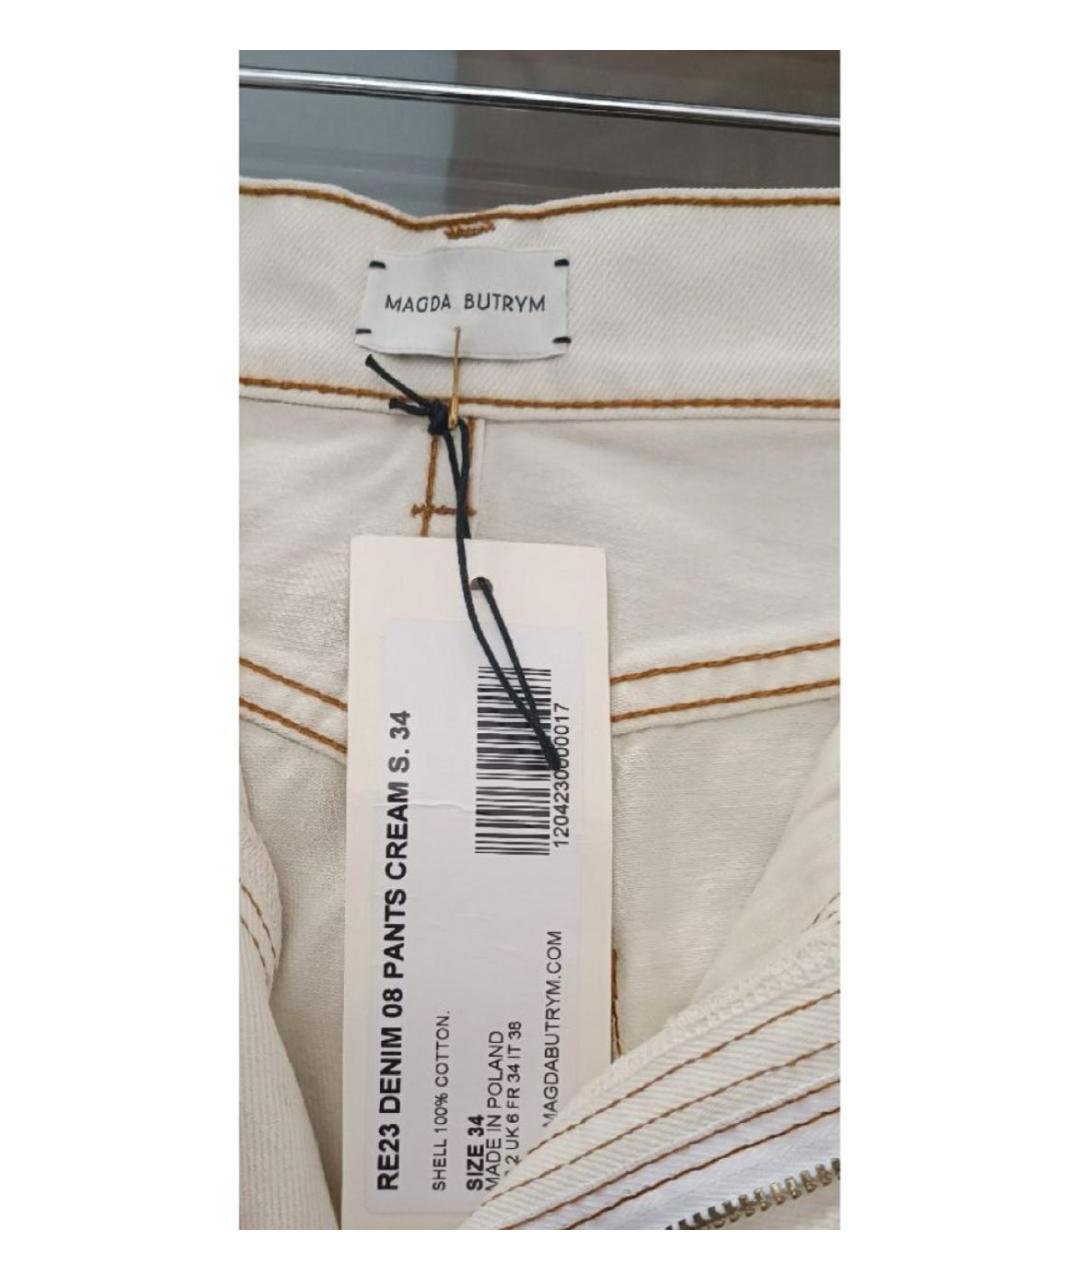 MAGDA BUTRYM
RE23 DENIM 08 PANTS CREAM S. 34
SHELL 100% COTTON.
SIZE 34
MADE IN POLAND
2 UK 6 FR 34 IT 38
MAGDABUTRYM.COM
1204230000017